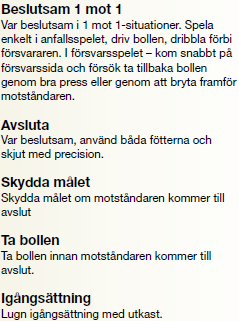 Beslutsam 1 mot 1
Var beslutsam i 1 mot 1-situationer. Spela
enkelt i anfallsspelet, driv bollen, dribbla förbi
försvararen. I försvarsspelet – kom snabbt på
försvarssida och försök ta tillbaka bollen
genom bra press eller genom att bryta framför
motståndaren.
Avsluta
Var beslutsam, använd båda fötterna och
skjut med precision.
Skydda målet
Skydda målet om motståndaren kommer till
avslut
Ta bollen
Ta bollen innan motståndaren kommer till
avslut.
Igångsättning
Lugn igångsättning med utkast.